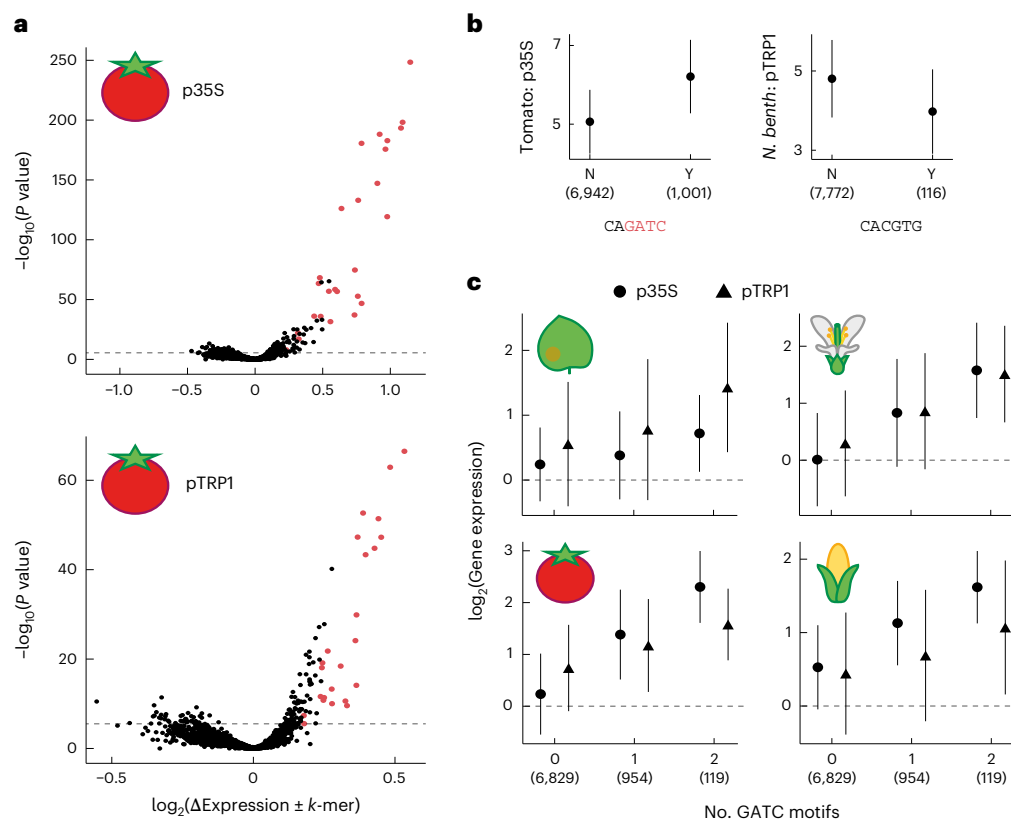 a
p35S
250
200
150
100
50
0
−log10(P value)
−1.0
−0.5
0
0.5
1.0
pTRP1
60
40
20
0
−log10(P value)
−0.5
0
0.5
log2(ΔExpression ± k-mer)
b
Tomato: p35S
7
5
N
Y
(6,942)
(1,001)
CAGATC
N. benth: pTRP1
5
3
N
Y
(7,772)
(116)
CACGTG
c
p35S
pTRP1
log2(Gene expression)
2
1
0
2
1
0
3
2
1
0
2
1
0
0
1
2
0
1
2
(6,829)
(954)
(119)
(6,829)
(954)
(119)
No. GATC motifs